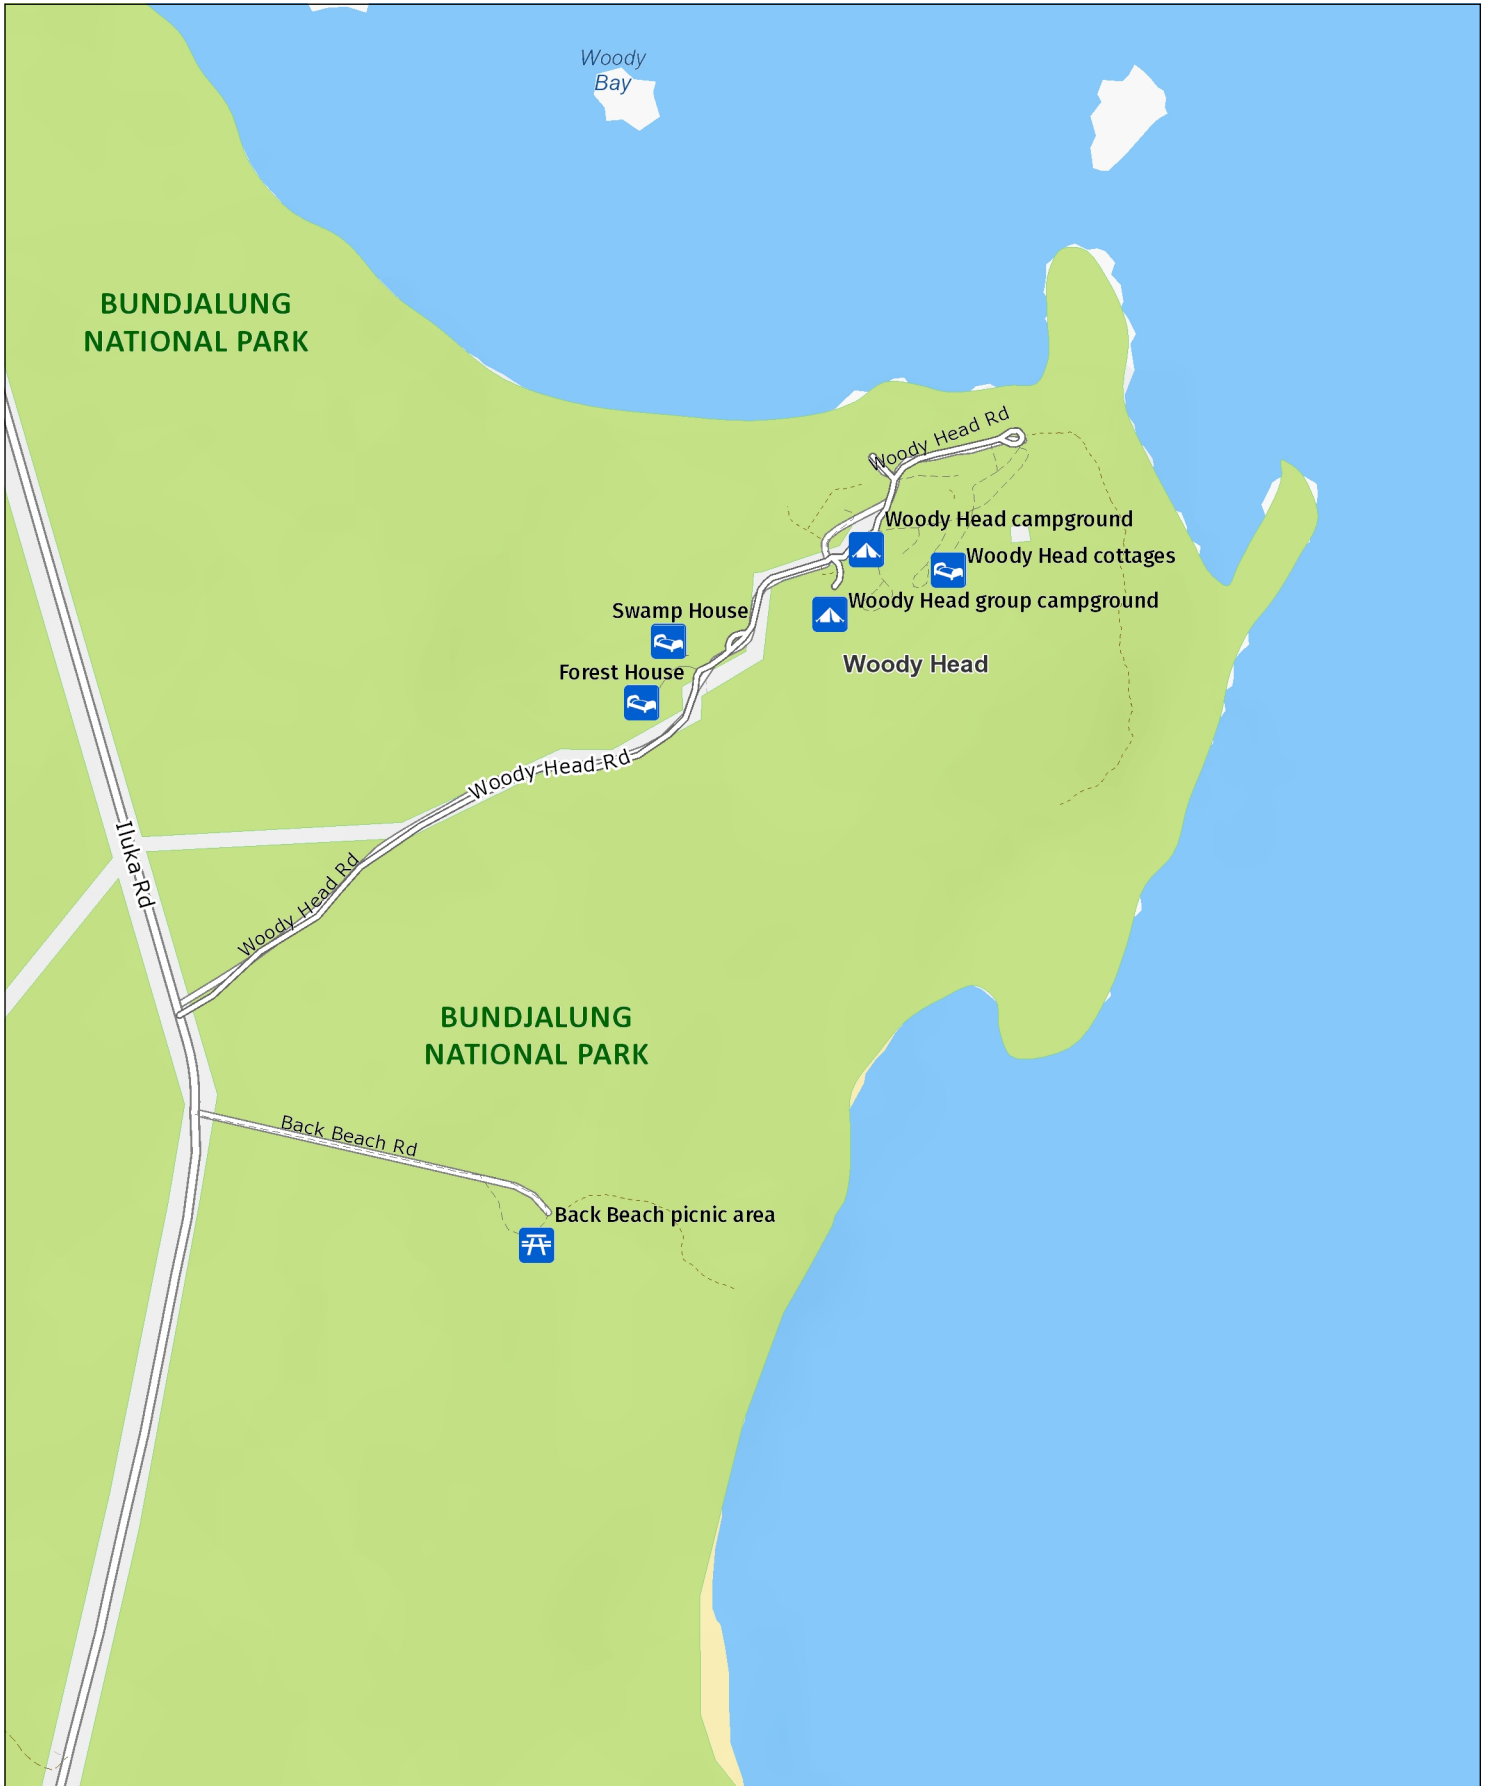 Woody
Bay
BUNDJALUNG
NATIONAL PARK
Woody Head Rd
Woody Head campground
Woody Head cottages
Woody Head group campground
Swamp House
Woody Head
Forest House
Woody Head Rd
Iluka Rd
Woody Head Rd
BUNDJALUNG
NATIONAL PARK
Back Beach Rd
Back Beach picnic area